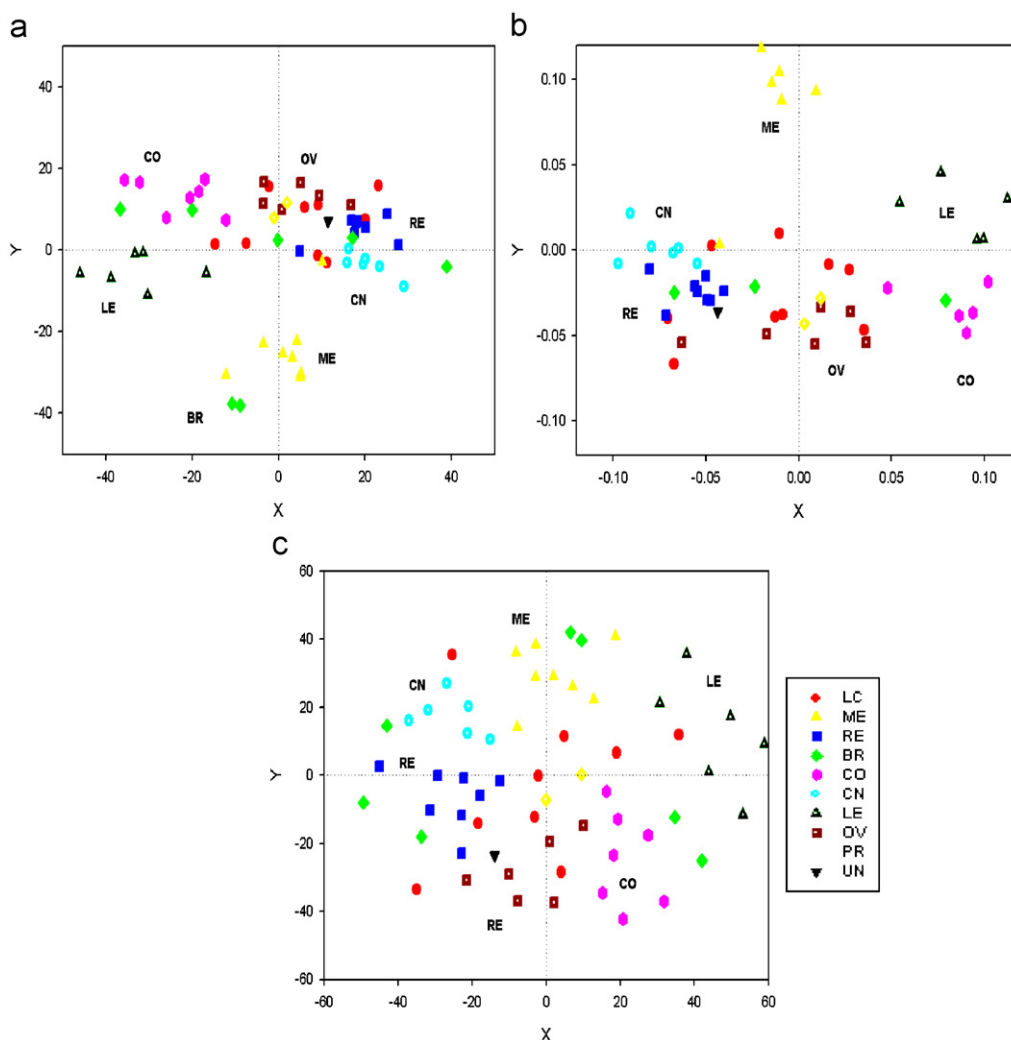 a
40
20
0
-20
-40
Y
CO
OV
RE
CN
LE
ME
BR
-40 -20 0 20 40
X
b
0.10
0.05
0.00
-0.05
-0.10
Y
ME
CN
LE
RE
OV
CO
-0.10 -0.05 0.00 0.05 0.10
X
c
60
40
20
0
-20
-40
-60
Y
ME
CN
LE
RE
CO
RE
-60 -40 -20 0 20 40 60
X
LC
ME
RE
BR
CO
CN
LE
OV
PR
UN